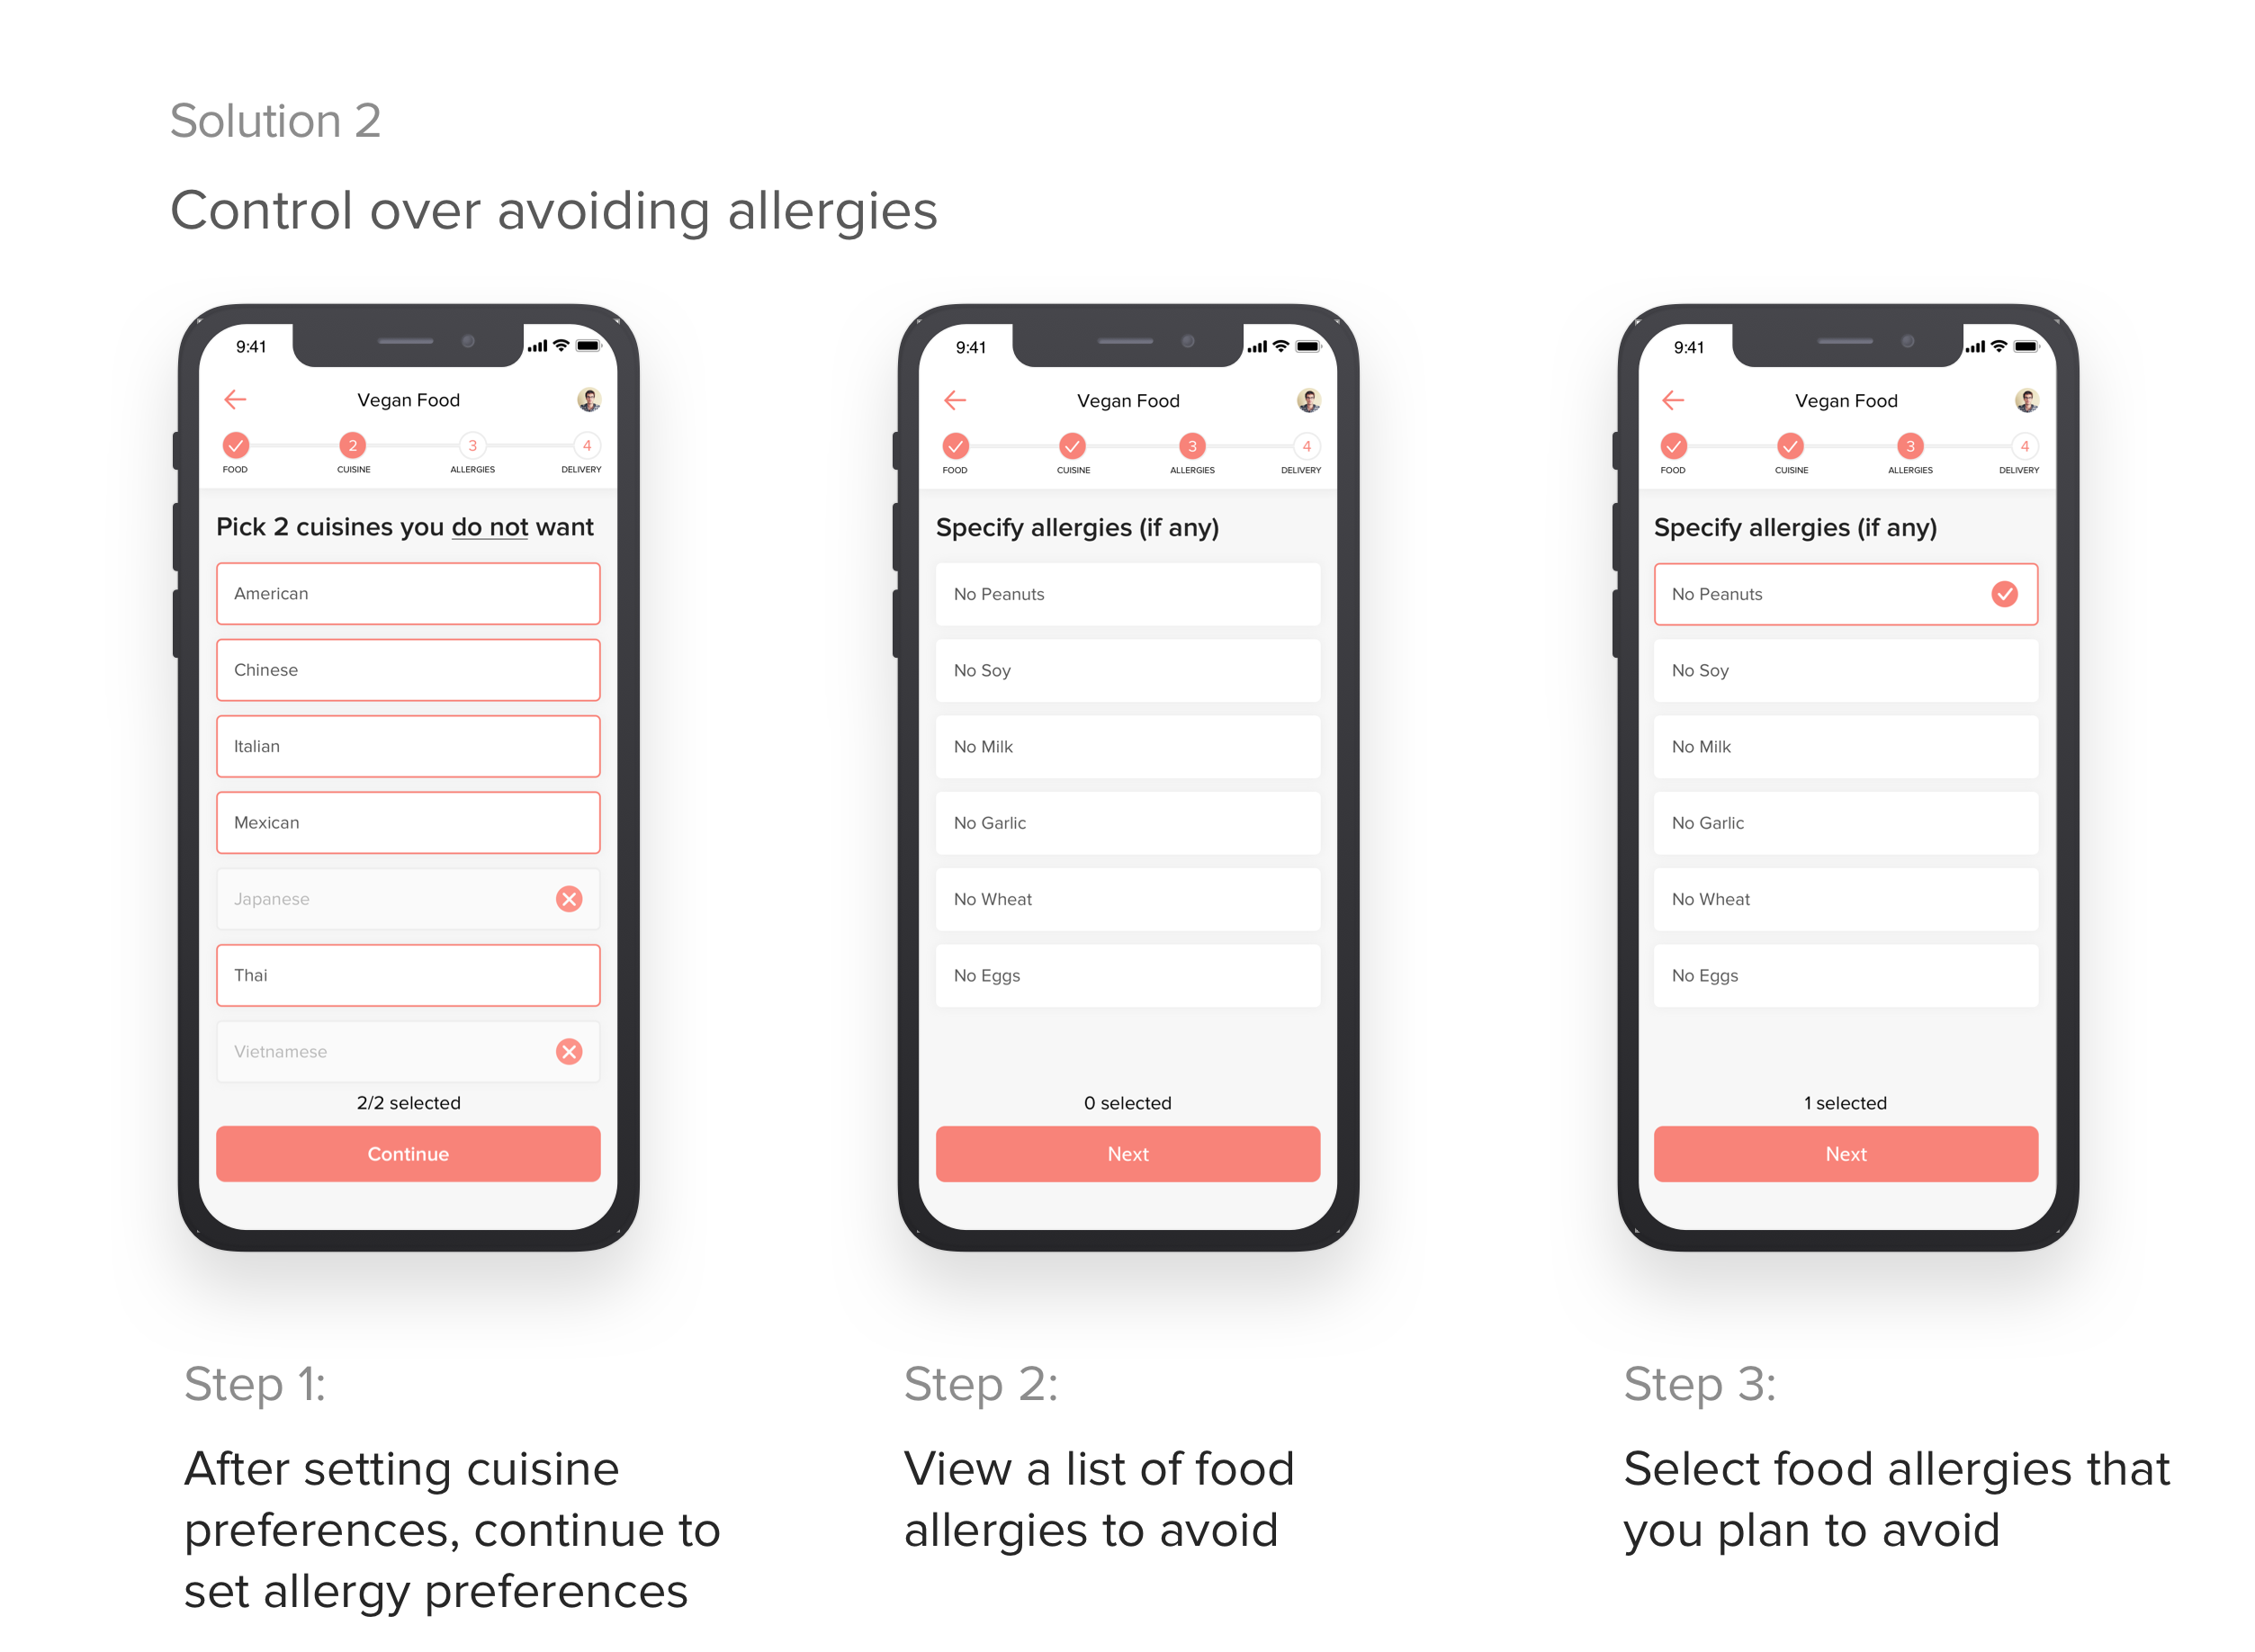 Solution 2
Control over avoiding allergies
9:41
Vegan Food
2 3 4
FOOD CUISINE ALLERGIES DELIVERY
Pick 2 cuisines you do not want
American
Chinese
Italian
Mexican
Japanese
Thai
Vietnamese
2/2 selected
Continue
Step 1:
After setting cuisine
preferences, continue to
set allergy preferences
9:41
Vegan Food
3 4
FOOD CUISINE ALLERGIES DELIVERY
Specify allergies (if any)
No Peanuts
No Soy
No Milk
No Garlic
No Wheat
No Eggs
0 selected
Next
Step 2:
View a list of food
allergies to avoid
9:41
Vegan Food
3 4
FOOD CUISINE ALLERGIES DELIVERY
Specify allergies (if any)
No Peanuts
No Soy
No Milk
No Garlic
No Wheat
No Eggs
1 selected
Next
Step 3:
Select food allergies that
you plan to avoid